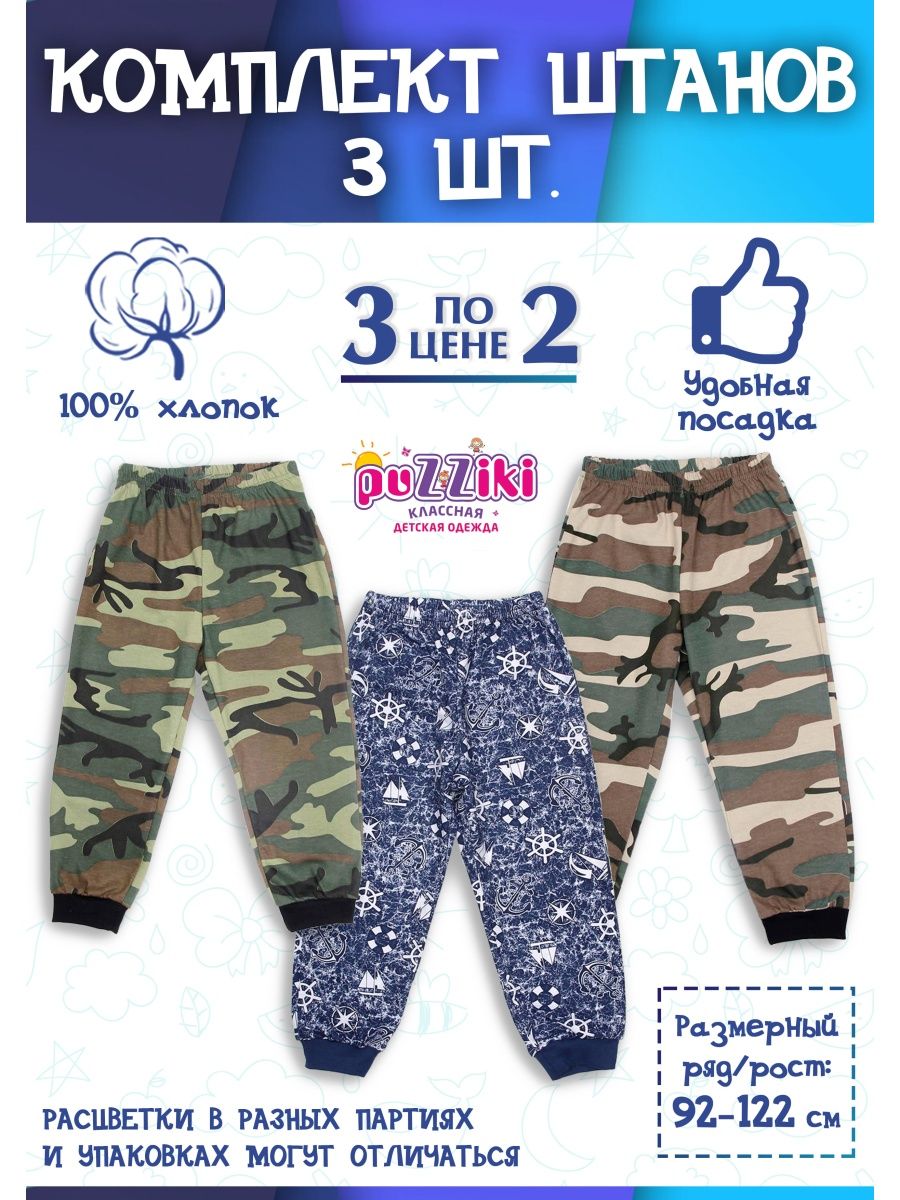 КОМПЛЕКТ ШТАНОВ
3 ШТ.
3 ПО ЦЕНЕ 2
100% хлопок
Удобная
посадка
puZZiki
КЛАССНАЯ
ДЕТСКАЯ ОДЕЖДА
Размерный
ряд/рост:
92-122 см
РАСЦВЕТКИ В РАЗНЫХ ПАРТИЯХ
И УПАКОВКАХ МОГУТ ОТЛИЧАТЬСЯ